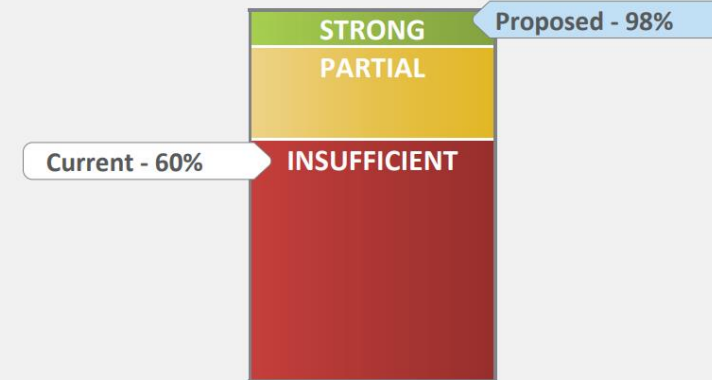 STRONG
Proposed - 98%
PARTIAL
Current - 60%
INSUFFICIENT